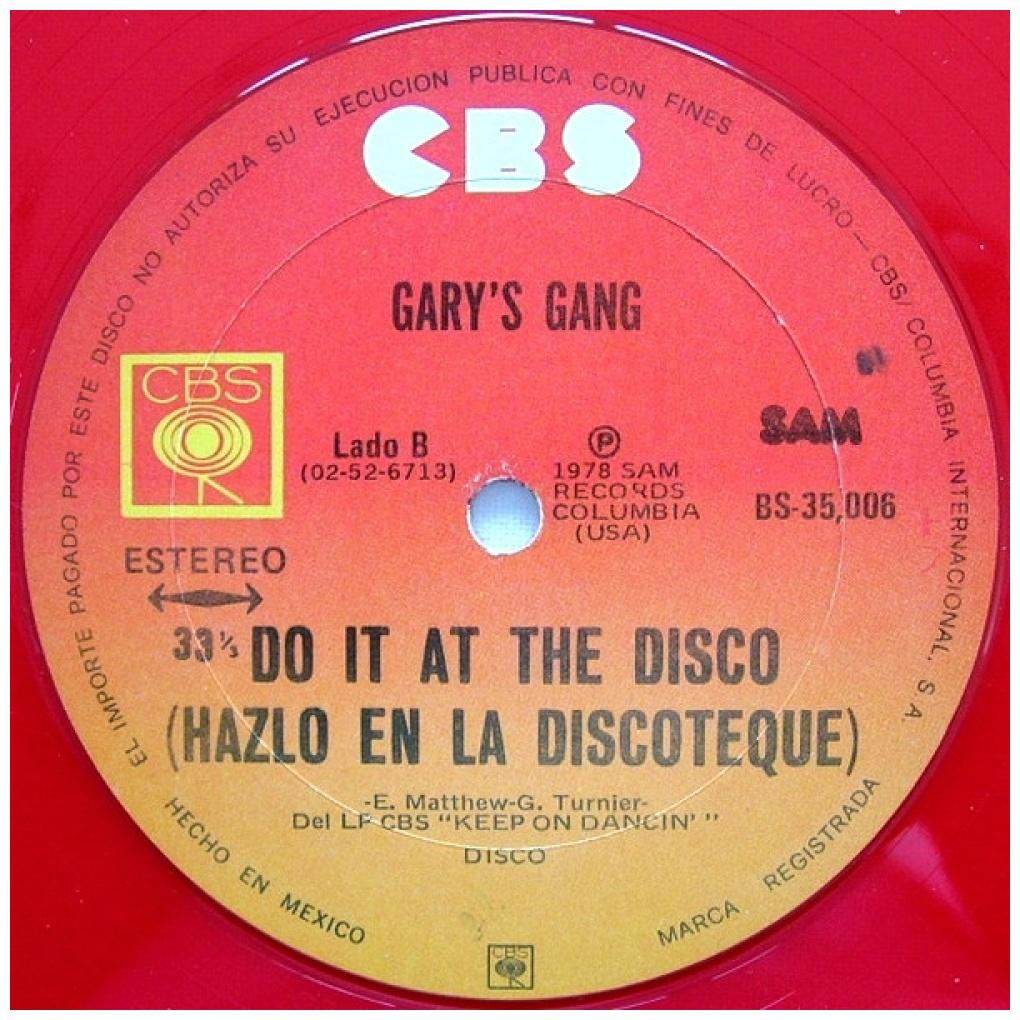 EL IMPORTE PAGADO POR ESTE DISCO NO AUTORIZA SU EJECUCION PUBLICA CON FINES DE LUCRO—CBS/COLUMBIA INTERNACIONAL, S.A.
CBS
GARY'S GANG
CBS
Lado B
(02-52-6713)
Ⓟ
1978 SAM
RECORDS
COLUMBIA
(USA)
SAM
BS-35,006
ESTEREO
33⅓ DO IT AT THE DISCO
(HAZLO EN LA DISCOTEQUE)
-E. Matthew-G. Turnier-
Del LP CBS "KEEP ON DANCIN' "
DISCO
HECHO EN MEXICO
MARCA REGISTRADA
CBS